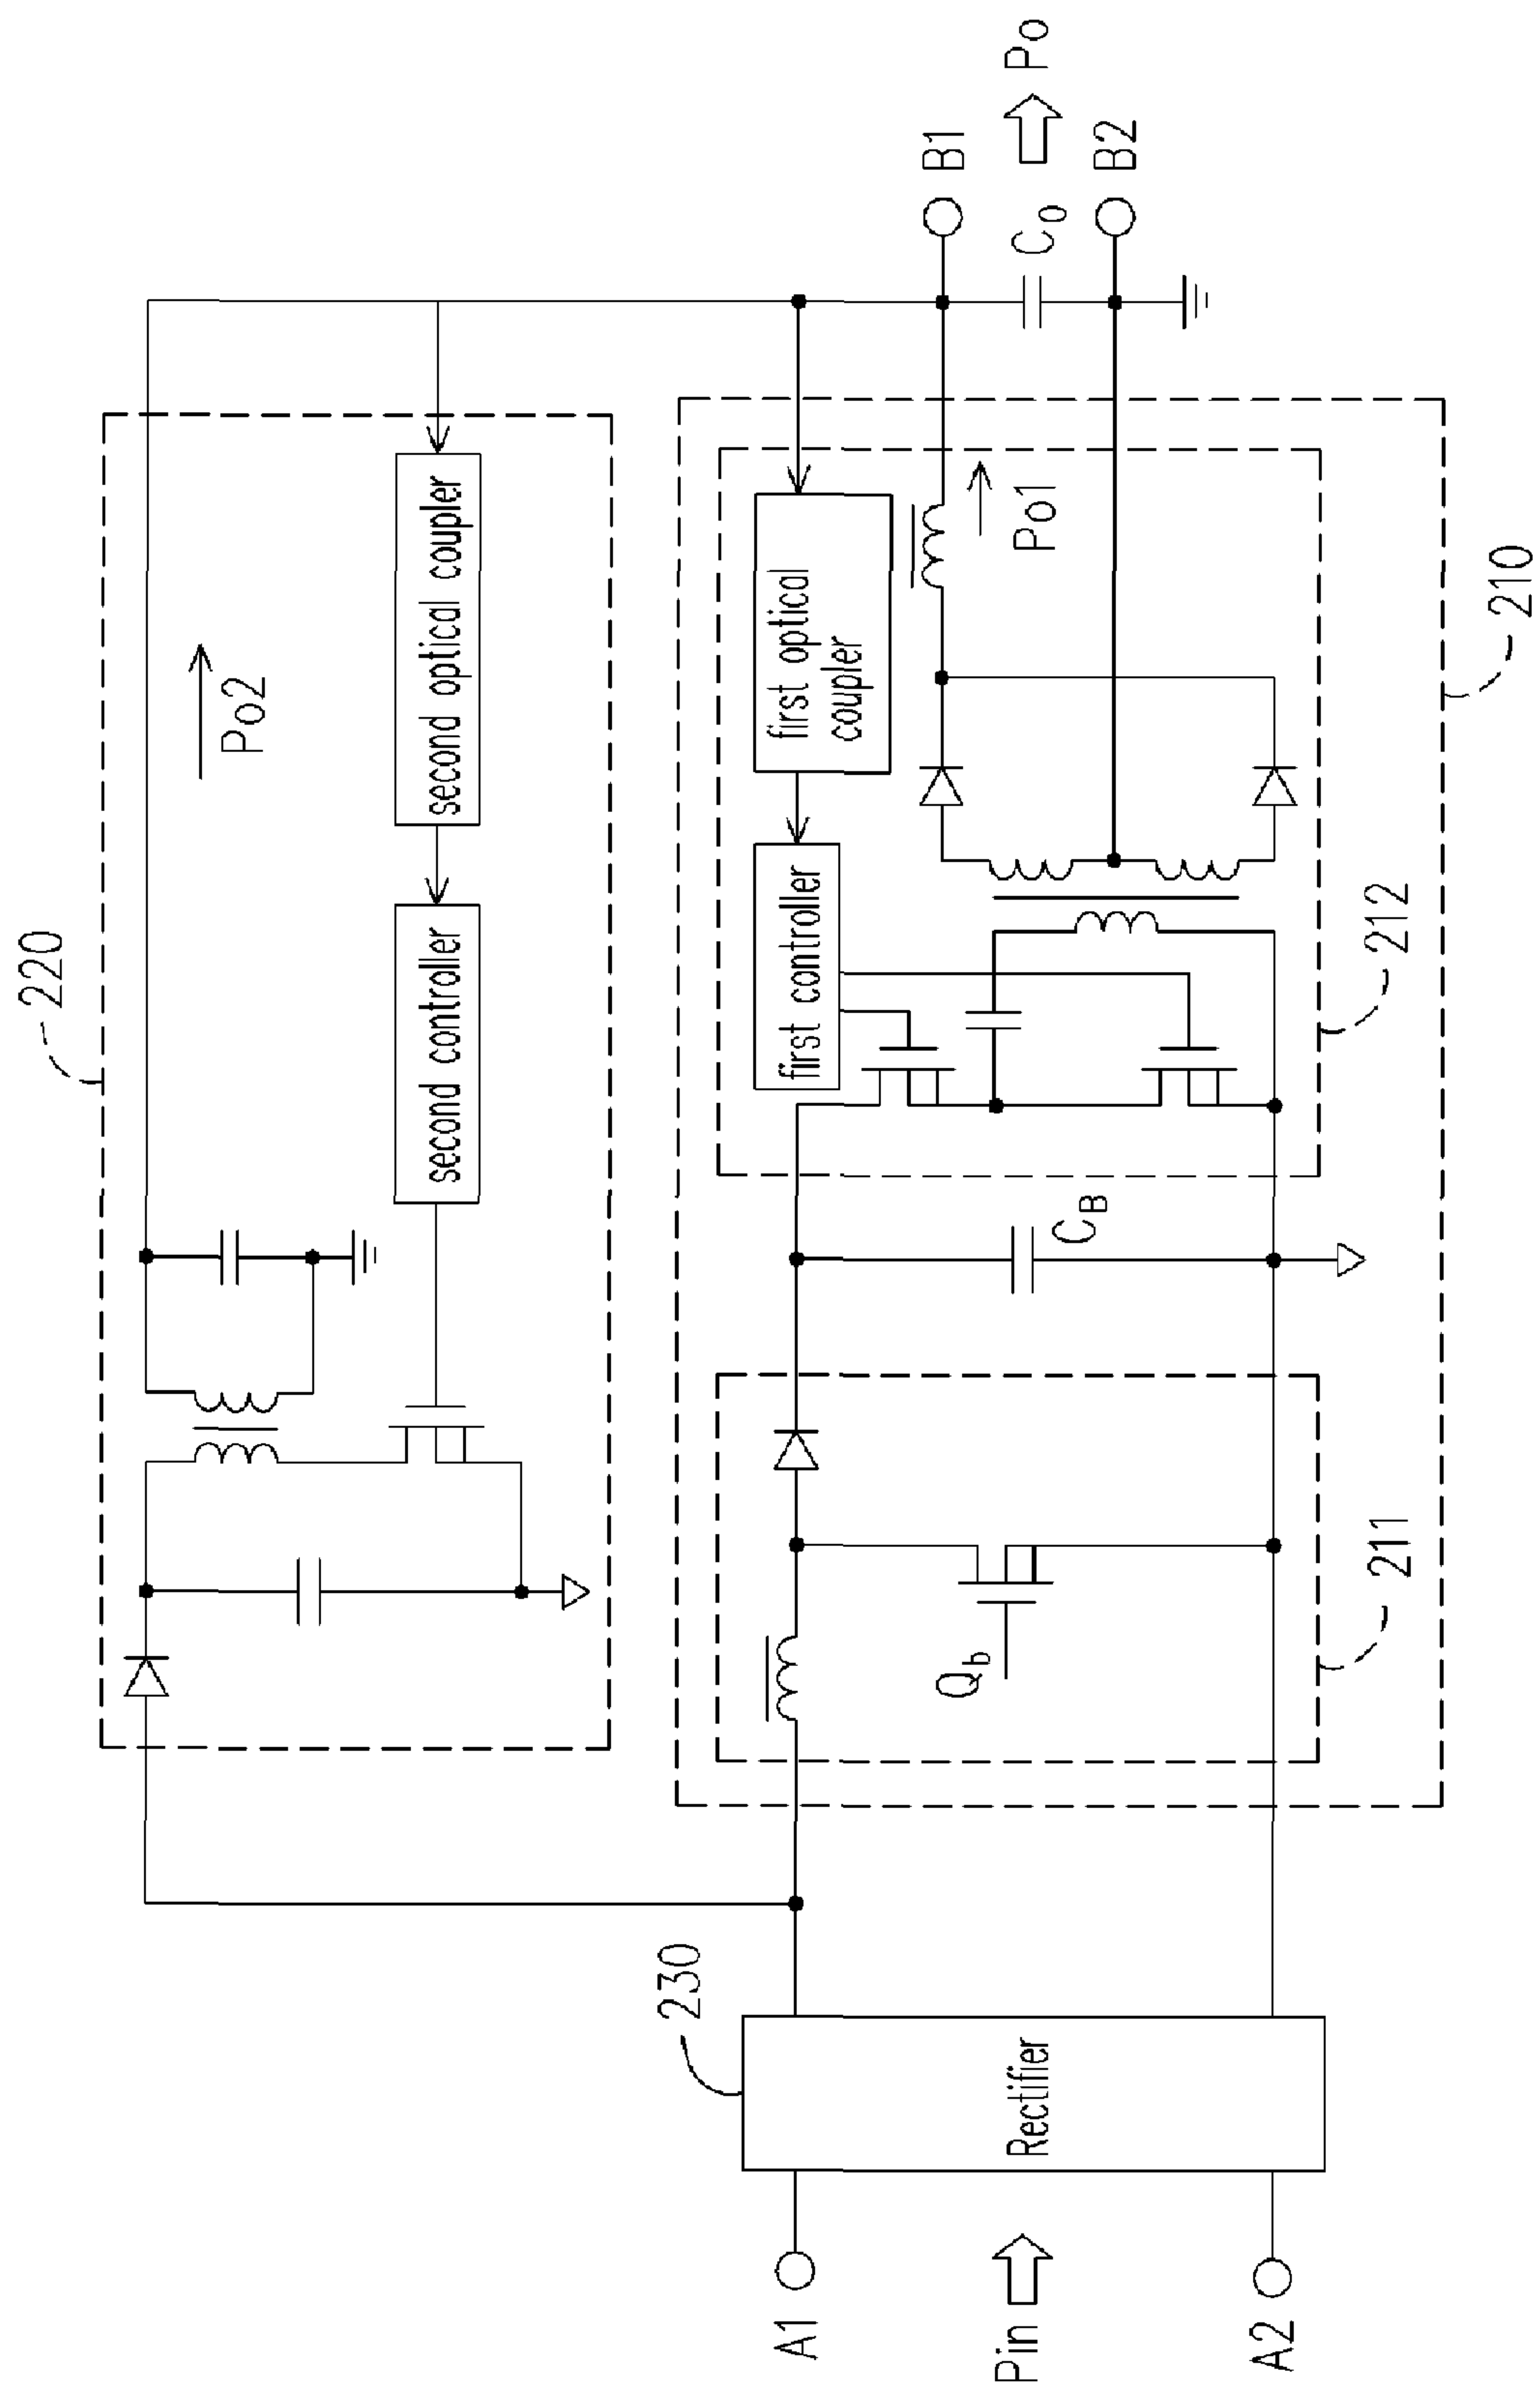 220
Po2
second controller
second optical coupler
230
Rectifier
A1
Pin
A2
Qb
211
CB
first controller
first optical
coupler
Po1
212
210
B1
Co
Po
B2